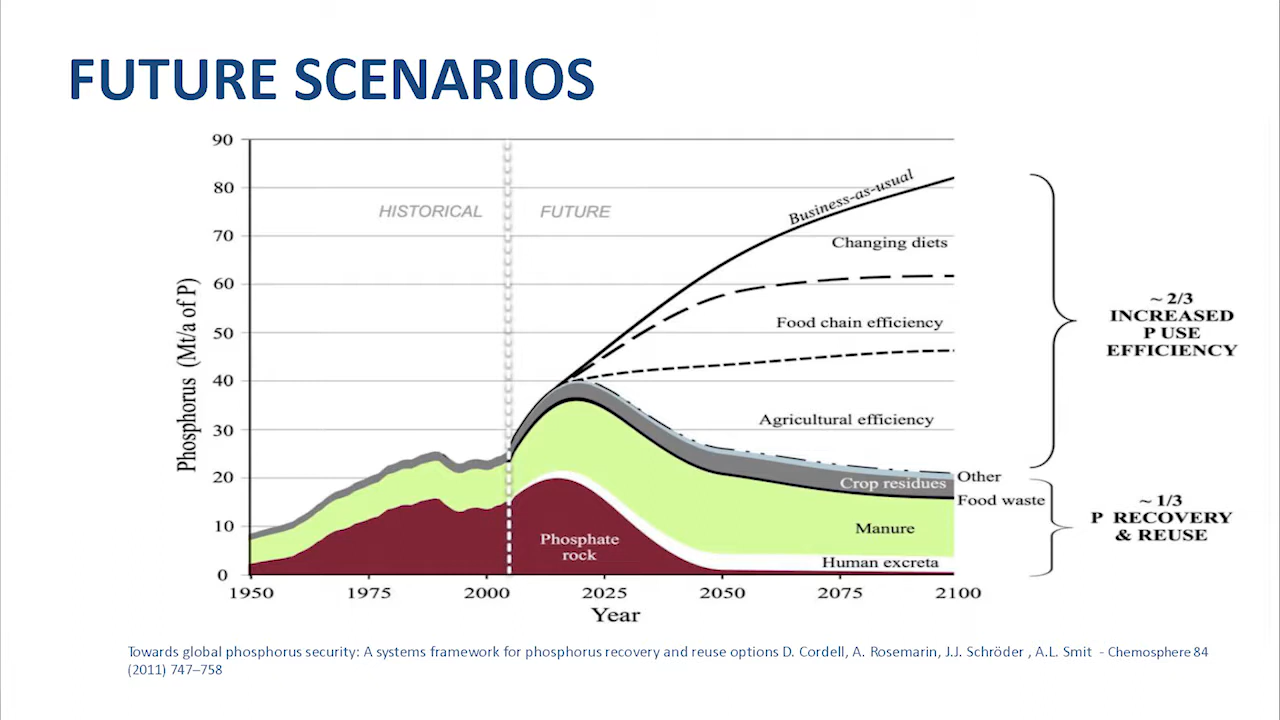 FUTURE SCENARIOS
90
80
70
60
50
40
30
20
10
0
Phosphorus (Mt/a of P)
HISTORICAL
FUTURE
Business-as-usual
Changing diets
Food chain efficiency
Agricultural efficiency
Other
Crop residues
Food waste
Manure
Human excreta
Phosphate
rock
1950
1975
2000
2025
2050
2075
2100
Year
~ 2/3
INCREASED
P USE
EFFICIENCY
~ 1/3
P RECOVERY
& REUSE
Towards global phosphorus security: A systems framework for phosphorus recovery and reuse options D. Cordell, A. Rosemarin, J.J. Schröder , A.L. Smit - Chemosphere 84
(2011) 747–758